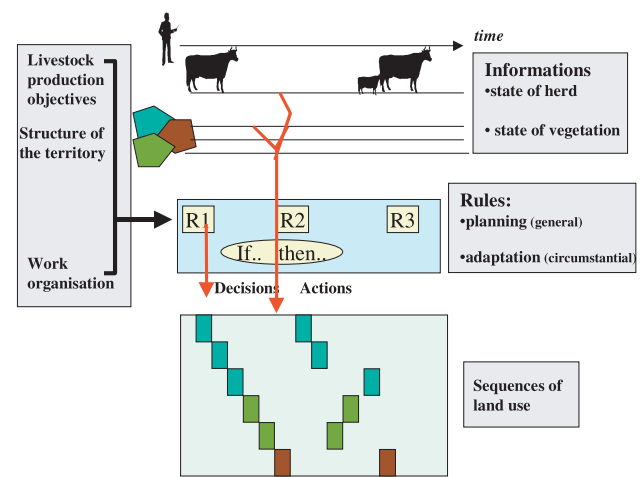 time
Livestock
production
objectives
Structure of
the territory
Work
organisation
Informations
•state of herd
• state of vegetation
R1
R2
R3
If.. then..
Rules:
•planning (general)
•adaptation (circumstantial)
Decisions Actions
Sequences of
land use